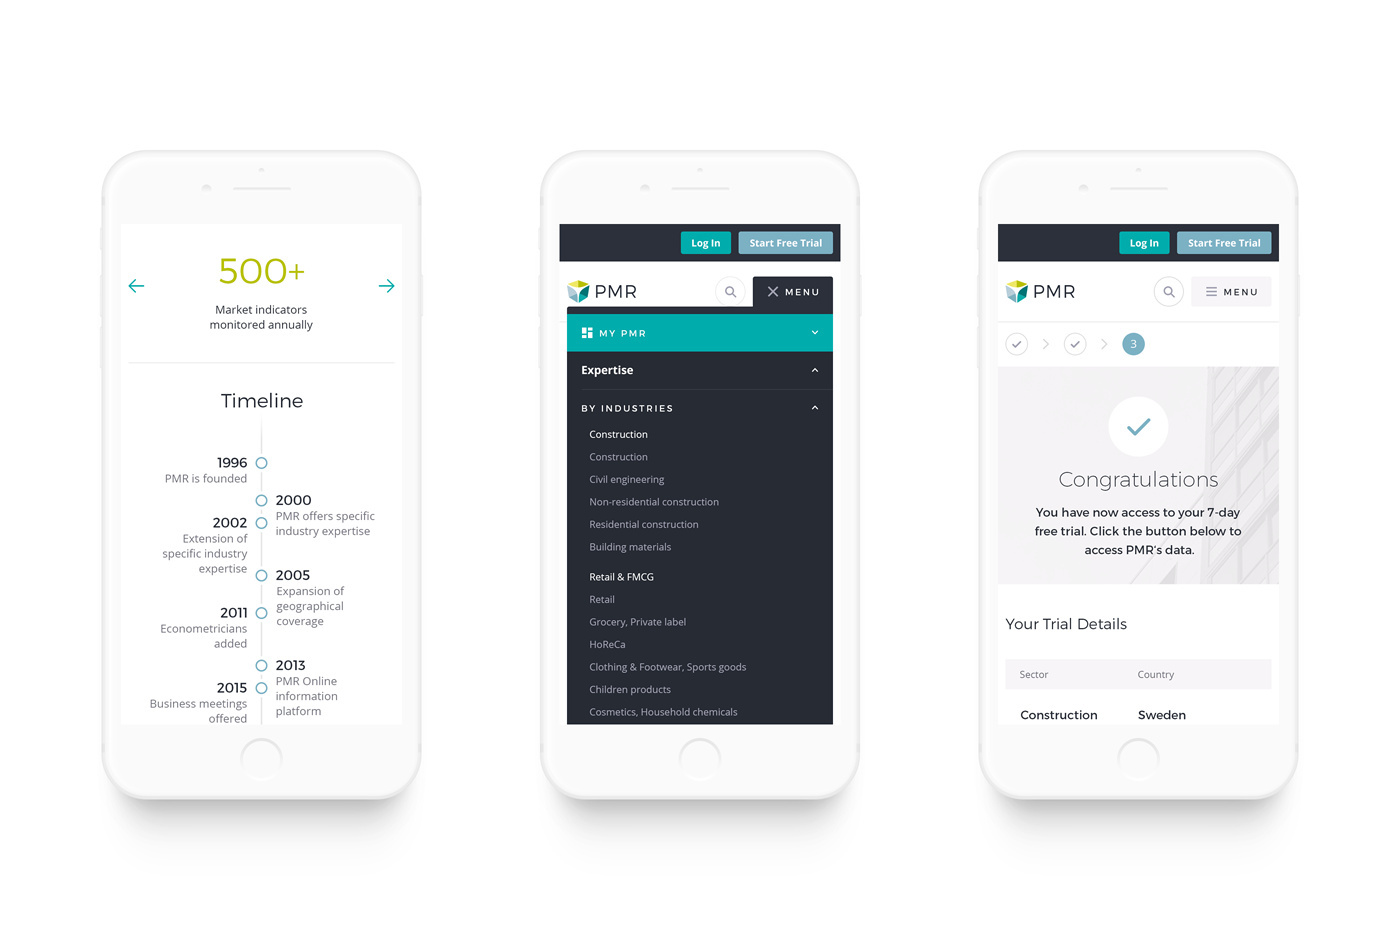 500+
Market indicators
monitored annually
Timeline
1996
PMR is founded
2000
PMR offers specific
industry expertise
2002
Extension of
specific industry
expertise
2005
Expansion of
geographical
coverage
2011
Econometricians
added
2013
PMR Online
information
platform
2015
Business meetings
offered
Log In
Start Free Trial
PMR
MENU
MY PMR
Expertise
BY INDUSTRIES
Construction
Construction
Civil engineering
Non-residential construction
Residential construction
Building materials
Retail & FMCG
Retail
Grocery, Private label
HoReCa
Clothing & Footwear, Sports goods
Children products
Cosmetics, Household chemicals
Log In
Start Free Trial
PMR
MENU
3
Congratulations
You have now access to your 7-day
free trial. Click the button below to
access PMR's data.
Your Trial Details
Sector Country
Construction Sweden